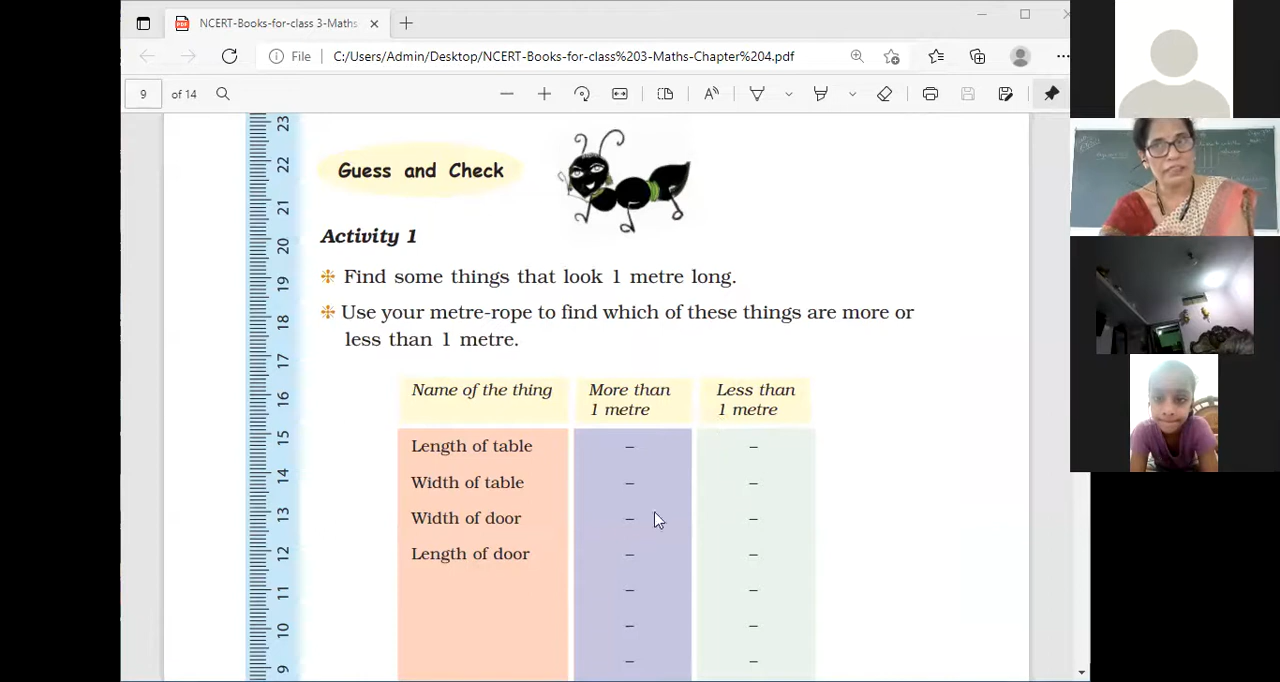 NCERT-Books-for-class 3-Maths
File C:/Users/Admin/Desktop/NCERT-Books-for-class%203-Maths-Chapter%204.pdf
9 of 14
23
22
21
20
19
18
17
16
15
14
13
12
11
10
9
Guess and Check
Activity 1
Find some things that look 1 metre long.
Use your metre-rope to find which of these things are more or
less than 1 metre.
Name of the thing More than 1 metre Less than 1 metre
Length of table – –
Width of table – –
Width of door – –
Length of door – –
– –
– –
– –